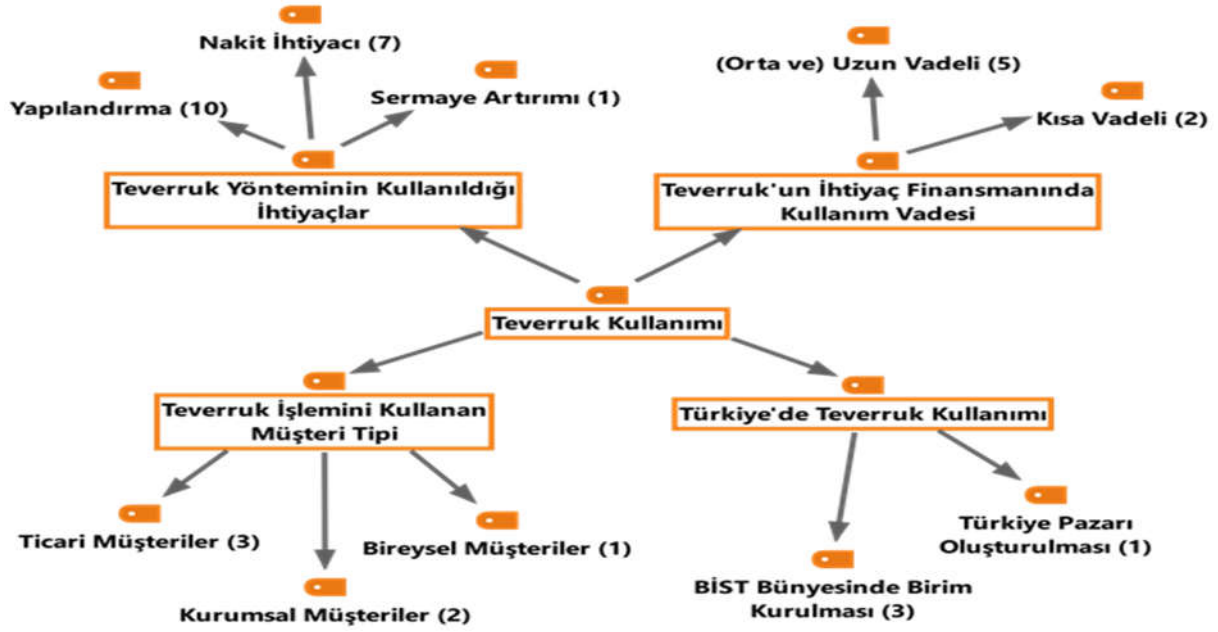 Nakit İhtiyacı (7)
Yapılandırma (10)
Sermaye Artırımı (1)
Teverruk Yönteminin Kullanıldığı
İhtiyaçlar
(Orta ve) Uzun Vadeli (5)
Kısa Vadeli (2)
Teverruk'un İhtiyaç Finansmanında
Kullanım Vadesi
Teverruk Kullanımı
Teverruk İşlemini Kullanan
Müşteri Tipi
Ticari Müşteriler (3)
Bireysel Müşteriler (1)
Kurumsal Müşteriler (2)
Türkiye'de Teverruk Kullanımı
Türkiye Pazarı
Oluşturulması (1)
BİST Bünyesinde Birim
Kurulması (3)